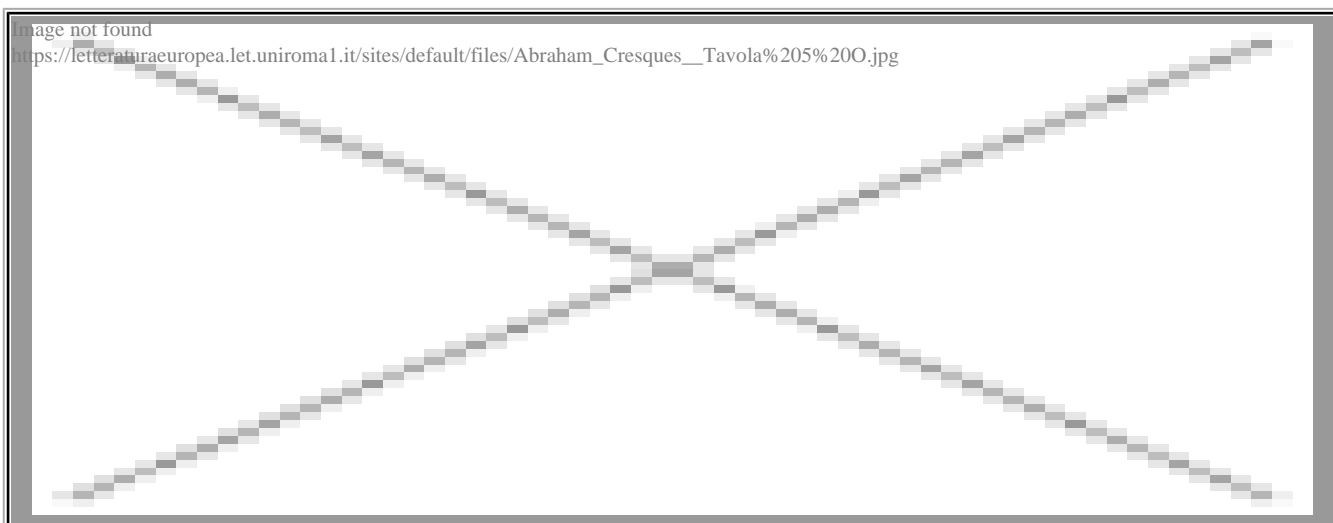 Image not found
https://letteraturaeuropea.let.uniroma1.it/sites/default/files/Abraham_Cresques__Tavola%205%20O.jpg